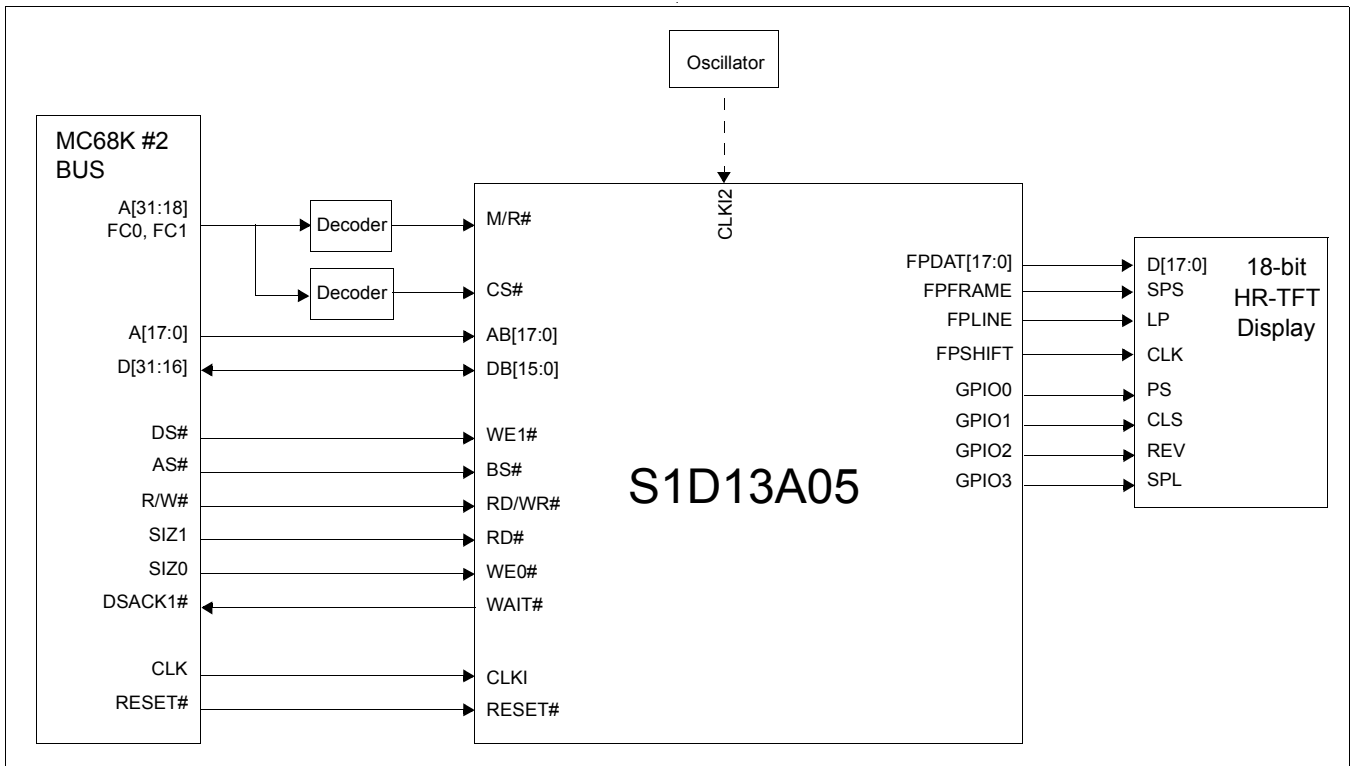 Oscillator
MC68K #2
BUS
A[31:18]
FC0, FC1
Decoder
Decoder
A[17:0]
D[31:16]
DS#
AS#
R/W#
SIZ1
SIZ0
DSACK1#
CLK
RESET#
CLKI2
M/R#
CS#
AB[17:0]
DB[15:0]
WE1#
BS#
RD/WR#
RD#
WE0#
WAIT#
CLKI
RESET#
S1D13A05
FPDAT[17:0]
FPFRAME
FPLINE
FPSHIFT
GPIO0
GPIO1
GPIO2
GPIO3
D[17:0]
SPS
LP
CLK
PS
CLS
REV
SPL
18-bit
HR-TFT
Display